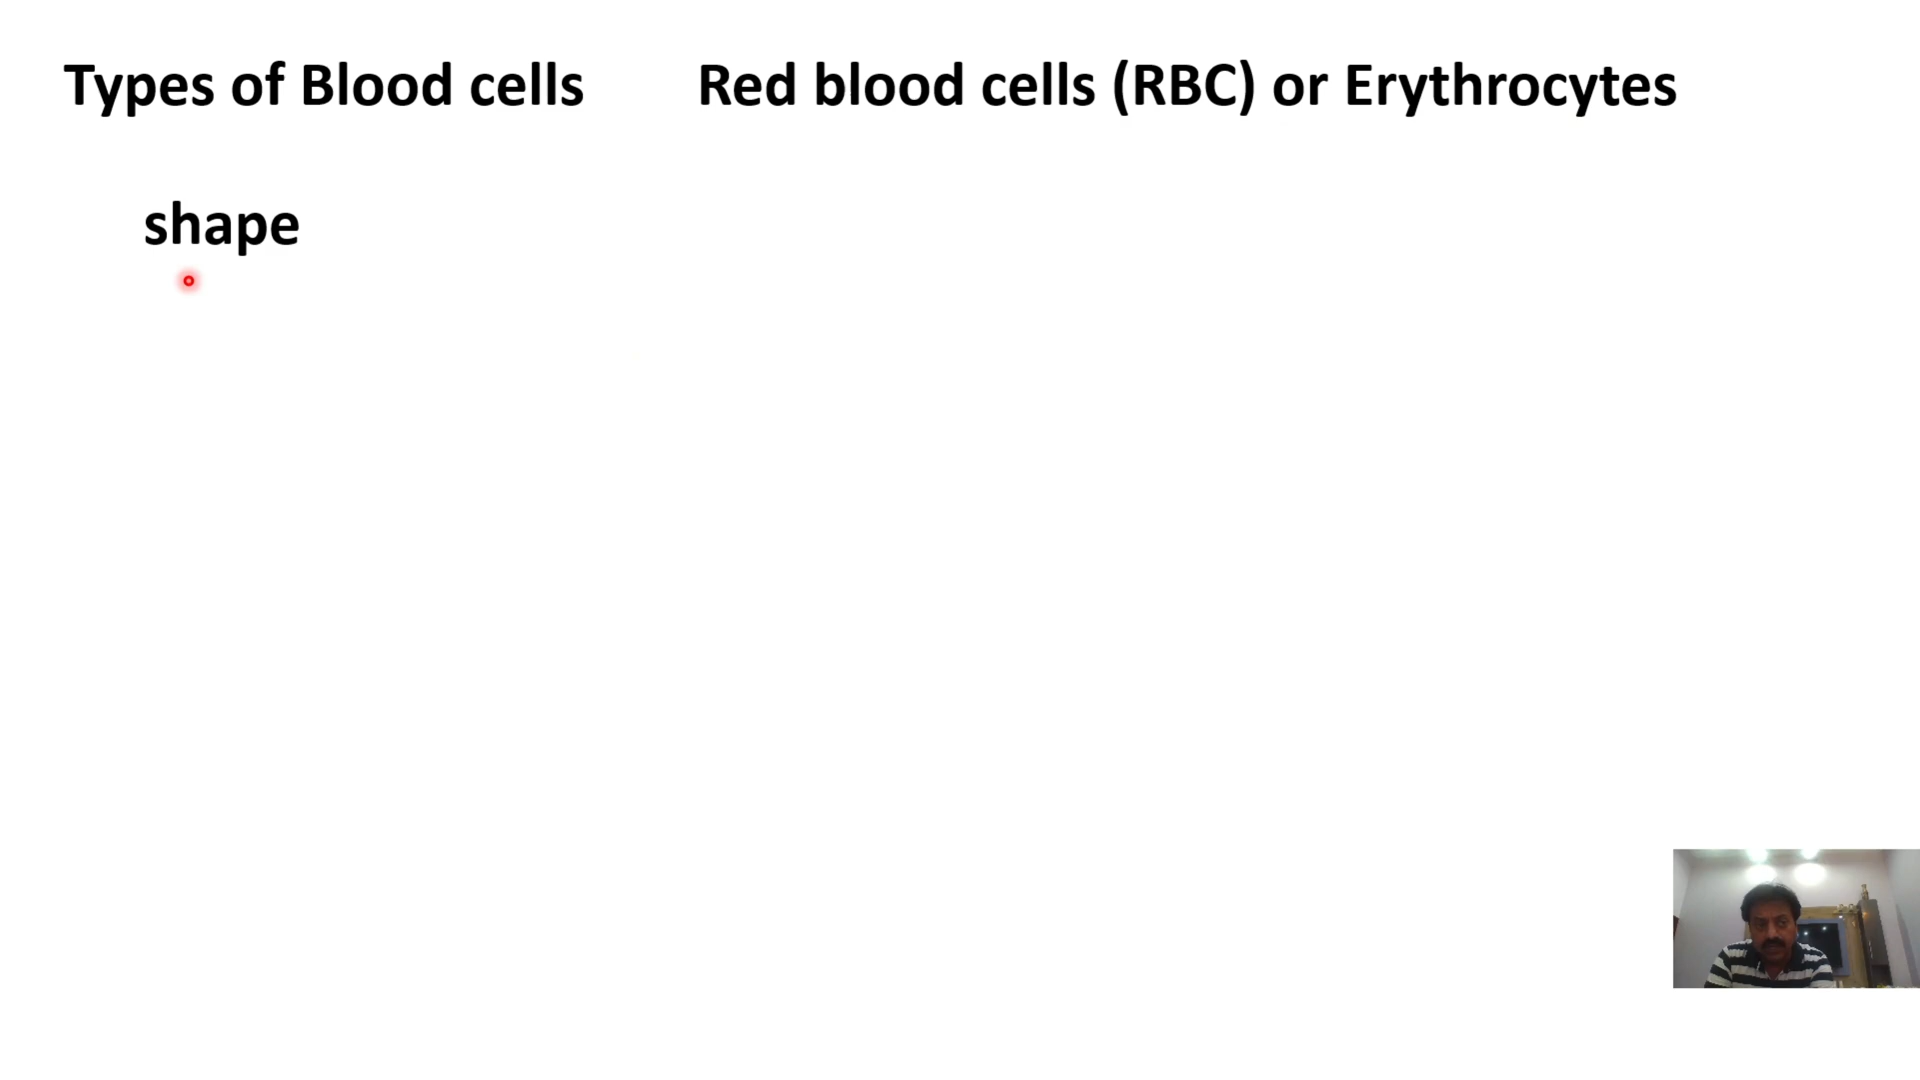 Types of Blood cells Red blood cells (RBC) or Erythrocytes
shape